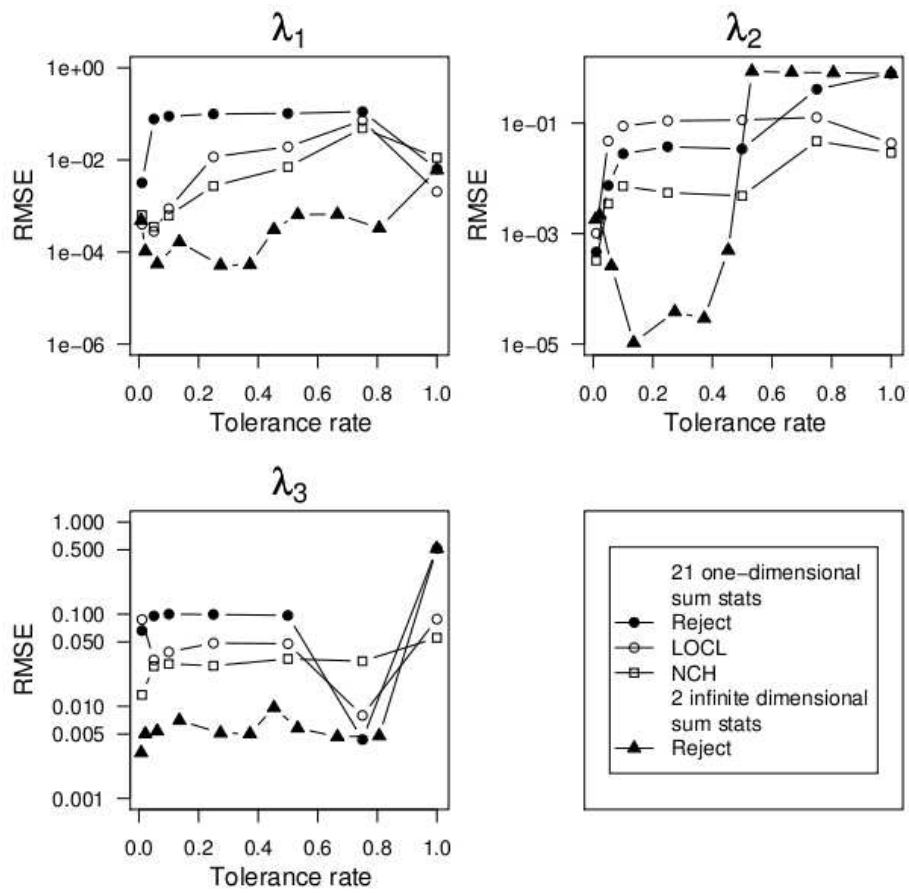 λ1
1e+00
1e−02
1e−04
1e−06
RMSE
0.0 0.2 0.4 0.6 0.8 1.0
Tolerance rate
λ2
1e−01
1e−03
1e−05
RMSE
0.0 0.2 0.4 0.6 0.8 1.0
Tolerance rate
λ3
1.000
0.500
0.100
0.050
0.010
0.005
0.001
RMSE
0.0 0.2 0.4 0.6 0.8 1.0
Tolerance rate
21 one−dimensional
sum stats
Reject
LOCL
NCH
2 infinite dimensional
sum stats
Reject